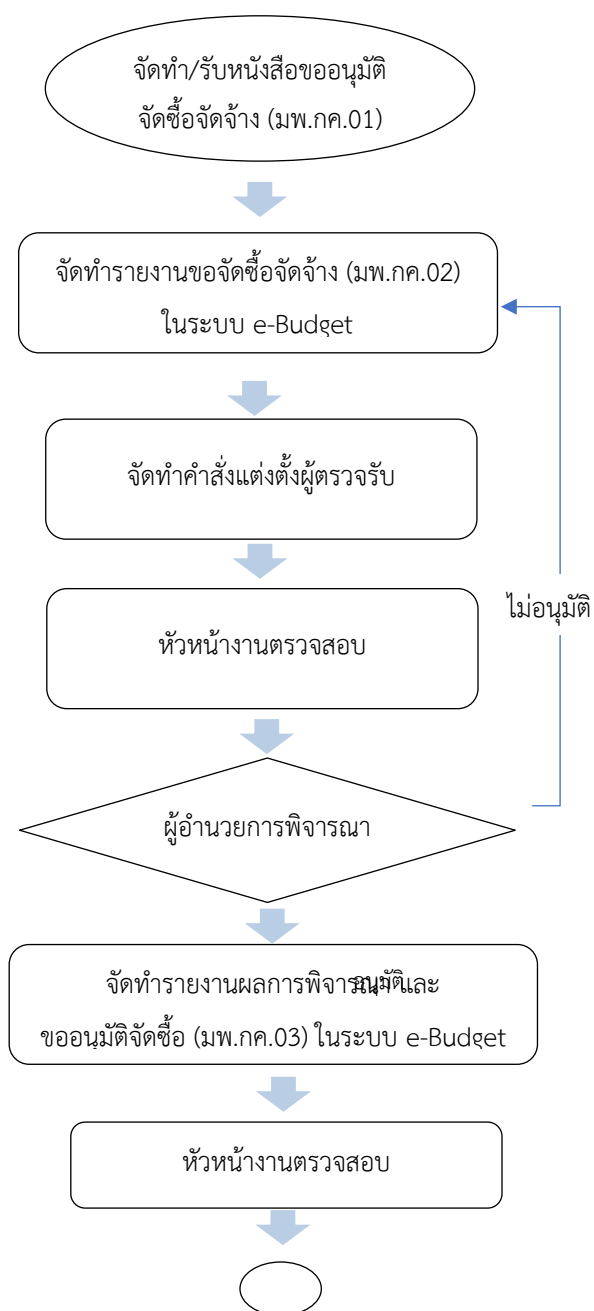 จัดทำ/รับหนังสือขออนุมัติ
จัดซื้อจัดจ้าง (มพ.กค.01)
จัดทำรายงานขอจัดซื้อจัดจ้าง (มพ.กค.02)
ในระบบ e-Budget
จัดทำคำสั่งแต่งตั้งผู้ตรวจรับ
หัวหน้างานตรวจสอบ
ไม่อนุมัติ
ผู้อำนวยการพิจารณา
อนุมัติ
จัดทำรายงานผลการพิจารณา และ
ขออนุมัติจัดซื้อ (มพ.กค.03) ในระบบ e-Budget
หัวหน้างานตรวจสอบ